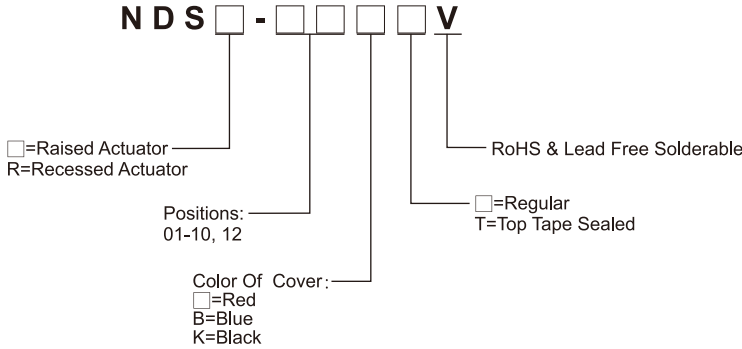 NDS□-□□□□V
□=Raised Actuator
R=Recessed Actuator
RoHS & Lead Free Solderable
Positions:
01-10, 12
□=Regular
T=Top Tape Sealed
Color Of Cover:
□=Red
B=Blue
K=Black